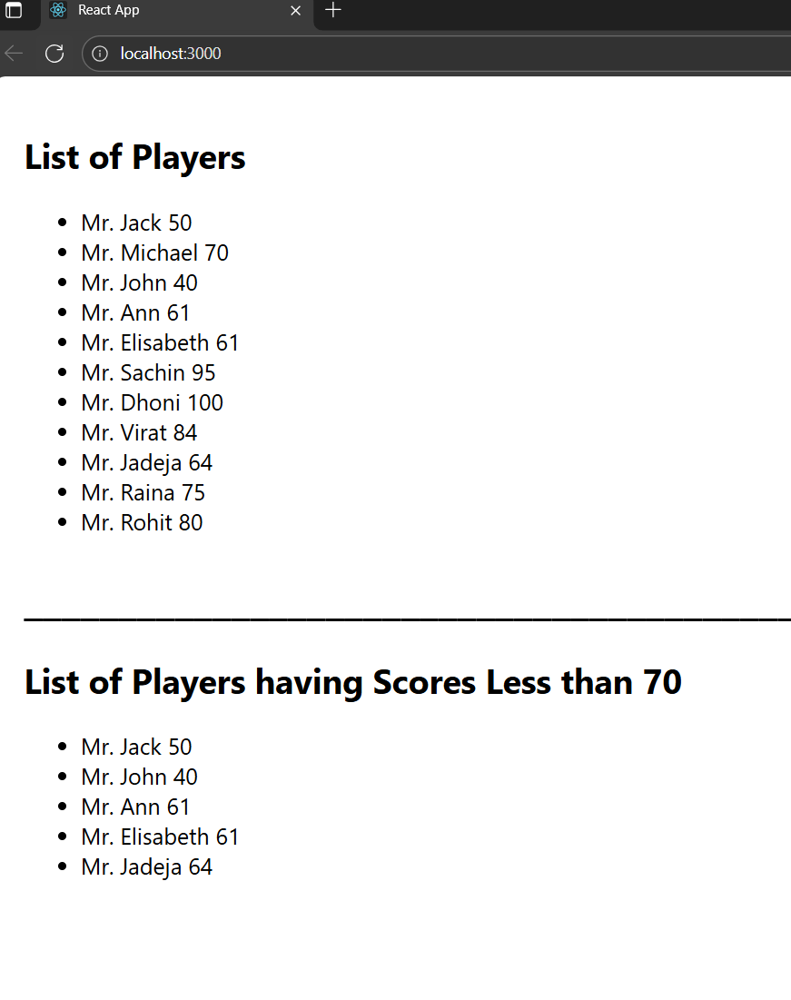 React App
localhost:3000
List of Players
Mr. Jack 50
Mr. Michael 70
Mr. John 40
Mr. Ann 61
Mr. Elisabeth 61
Mr. Sachin 95
Mr. Dhoni 100
Mr. Virat 84
Mr. Jadeja 64
Mr. Raina 75
Mr. Rohit 80
List of Players having Scores Less than 70
Mr. Jack 50
Mr. John 40
Mr. Ann 61
Mr. Elisabeth 61
Mr. Jadeja 64